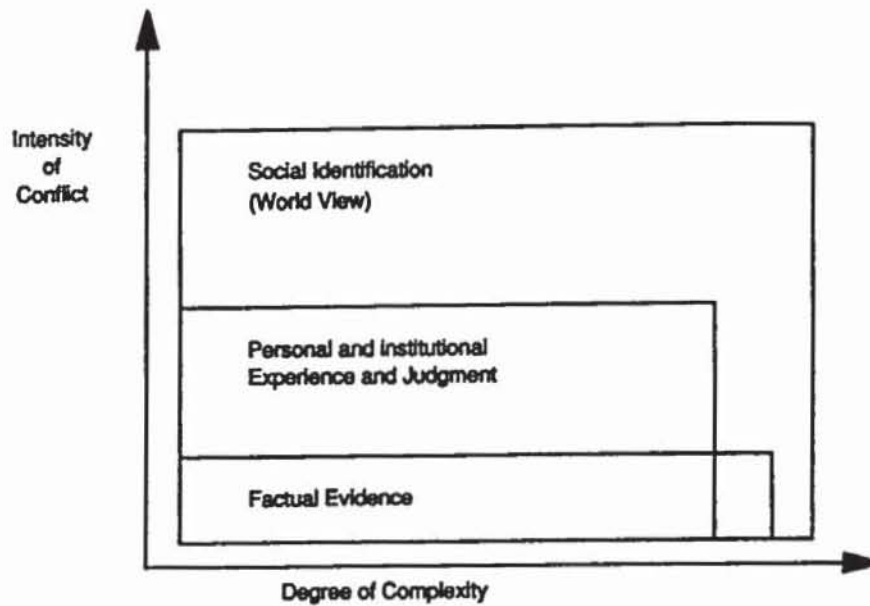 Intensity
of
Conflict
Social Identification
(World View)
Personal and Institutional
Experience and Judgment
Factual Evidence
Degree of Complexity